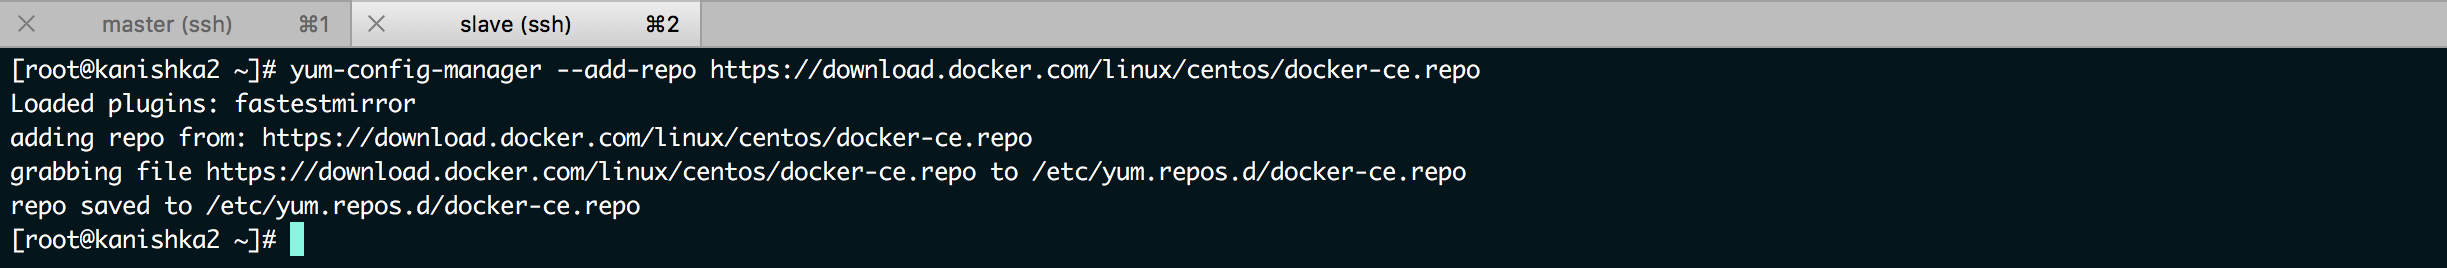 master (ssh) ⌘1 slave (ssh) ⌘2
[root@kanishka2 ~]# yum-config-manager --add-repo https://download.docker.com/linux/centos/docker-ce.repo
Loaded plugins: fastestmirror
adding repo from: https://download.docker.com/linux/centos/docker-ce.repo
grabbing file https://download.docker.com/linux/centos/docker-ce.repo to /etc/yum.repos.d/docker-ce.repo
repo saved to /etc/yum.repos.d/docker-ce.repo
[root@kanishka2 ~]#